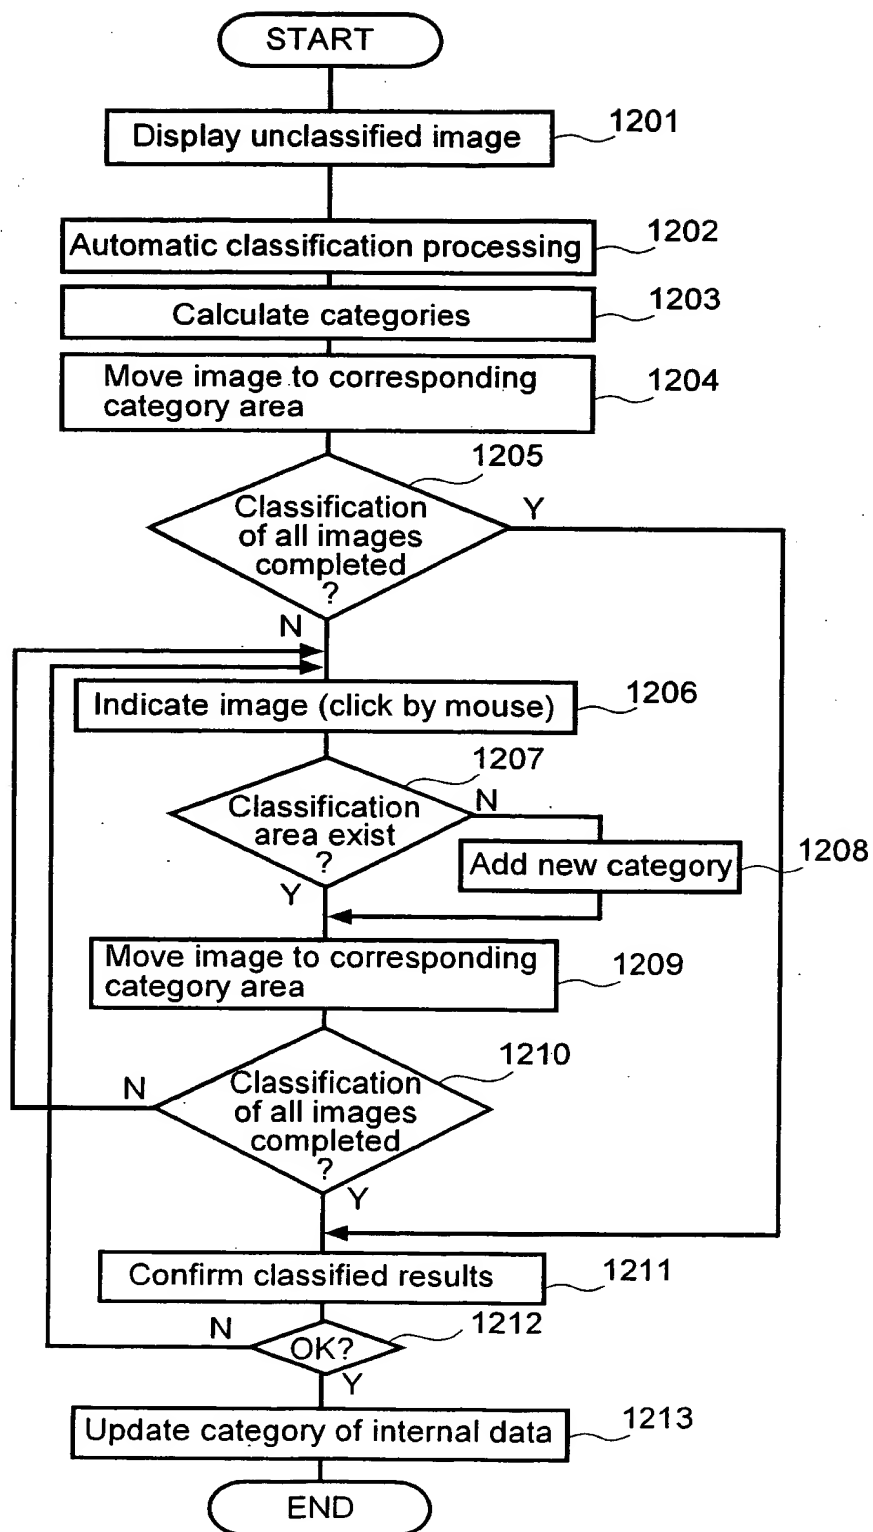 START
Display unclassified image
1201
Automatic classification processing
1202
Calculate categories
1203
Move image to corresponding
category area
1204
1205
Classification
of all images
completed
?
Y
N
Indicate image (click by mouse)
1206
1207
Classification
area exist
?
N
Y
Add new category
1208
Move image to corresponding
category area
1209
1210
Classification
of all images
completed
?
N
Y
Confirm classified results
1211
1212
OK?
N
Y
Update category of internal data
1213
END